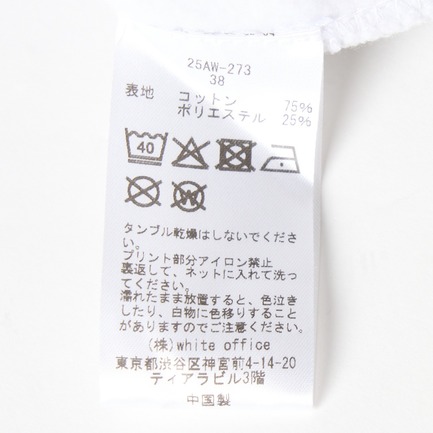 25AW-273
38
表地 コットン 75%
ポリエステル 25%
40
W
タンブル乾燥はしないでくださ
い。
プリント部分アイロン禁止
裏返して、ネットに入れて洗っ
てください。
濡れたまま放置すると、色泣き
したり、白物に色移りすること
がありますのでご注意ください。
(株)white office
東京都渋谷区神宮前4-14-20
ティアラビル3階
中国製